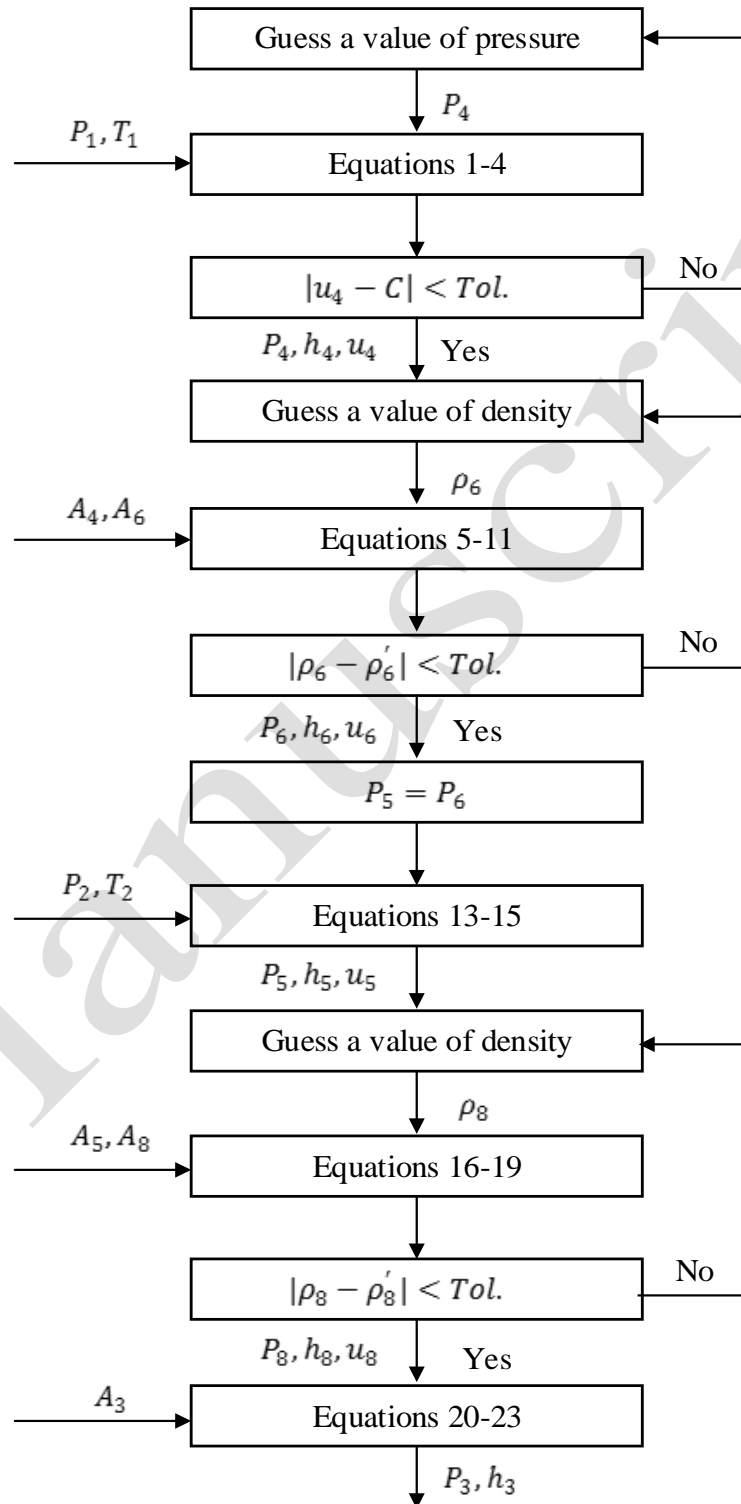 Guess a value of pressure
P₄
P₁, T₁
Equations 1-4
|u₄ − C| < Tol.
No
P₄, h₄, u₄
Yes
Guess a value of density
ρ₆
A₄, A₆
Equations 5-11
|ρ₆ − ρ₆′| < Tol.
No
P₆, h₆, u₆
Yes
P₅ = P₆
P₂, T₂
Equations 13-15
P₅, h₅, u₅
Guess a value of density
ρ₈
A₅, A₈
Equations 16-19
|ρ₈ − ρ₈′| < Tol.
No
P₈, h₈, u₈
Yes
A₃
Equations 20-23
P₃, h₃
anuscri